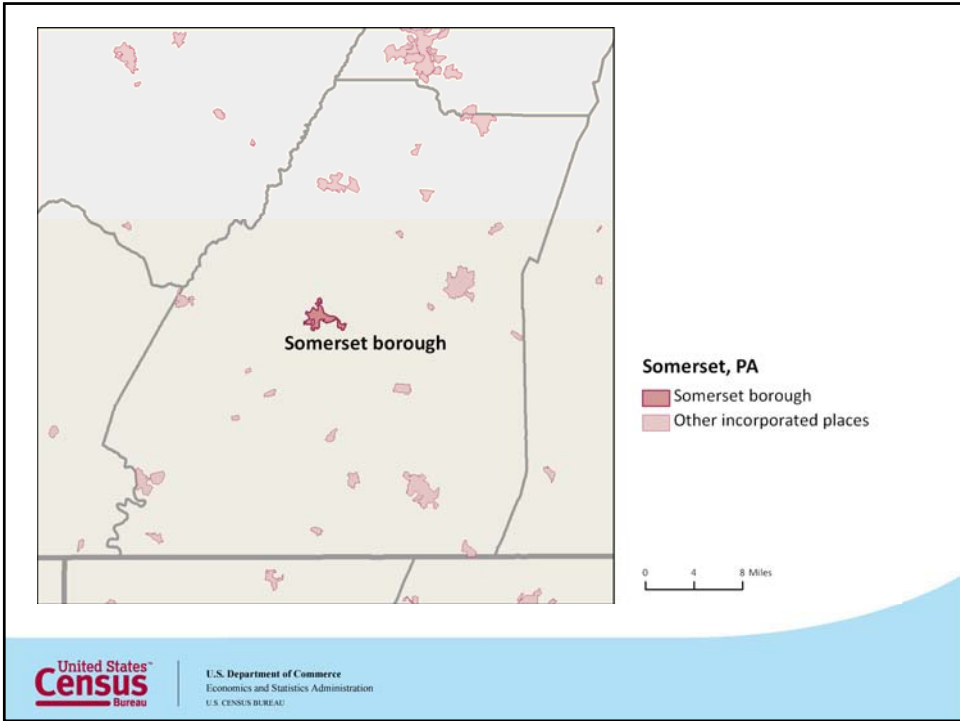 Somerset borough
Somerset, PA
Somerset borough
Other incorporated places
0 4 8 Miles
United States™
Census
Bureau
U.S. Department of Commerce
Economics and Statistics Administration
U.S. CENSUS BUREAU